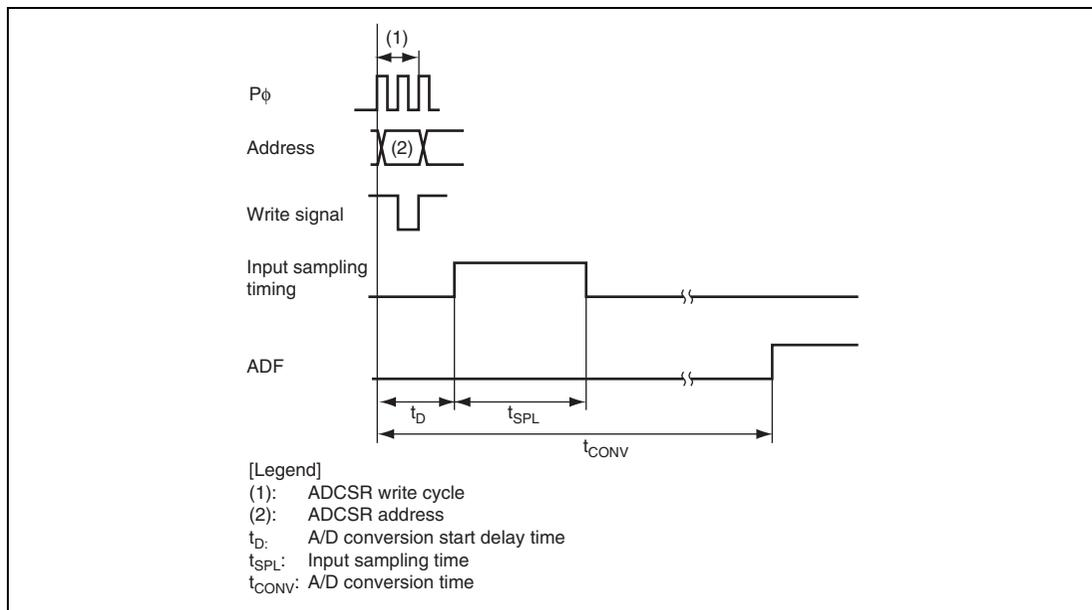 (1)
Pϕ
Address
(2)
Write signal
Input sampling
timing
ADF
tD
tSPL
tCONV
[Legend]
(1): ADCSR write cycle
(2): ADCSR address
tD: A/D conversion start delay time
tSPL: Input sampling time
tCONV: A/D conversion time